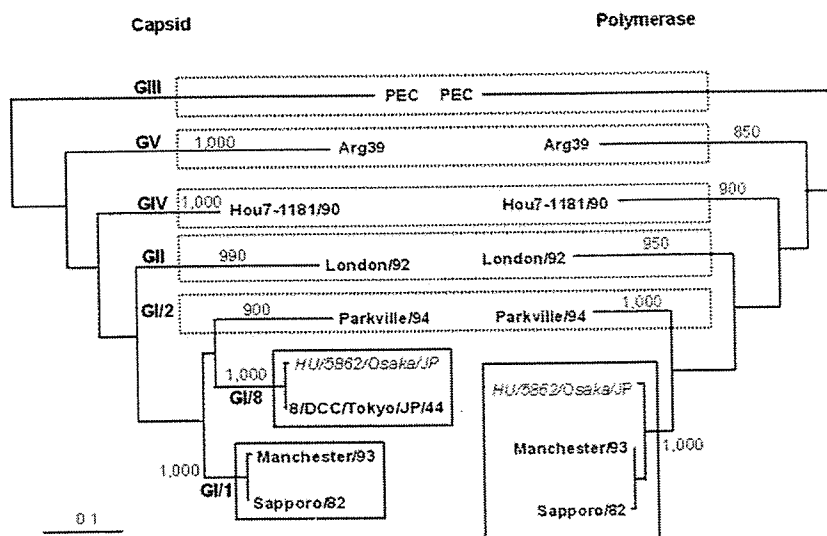 Capsid
Polymerase
GIII
PEC PEC
GV
1,000
Arg39
Arg39
850
GIV
1,000
Hou7-1181/90
Hou7-1181/90
900
GII
990
London/92
London/92
950
GI/2
900
Parkville/94
Parkville/94
1,000
HU/5862/Osaka/JP
1,000
GI/8
8/DCC/Tokyo/JP/44
HU/5862/Osaka/JP
Manchester/93
1,000
GI/1
Sapporo/82
Manchester/93
1,000
Sapporo/82
0.1